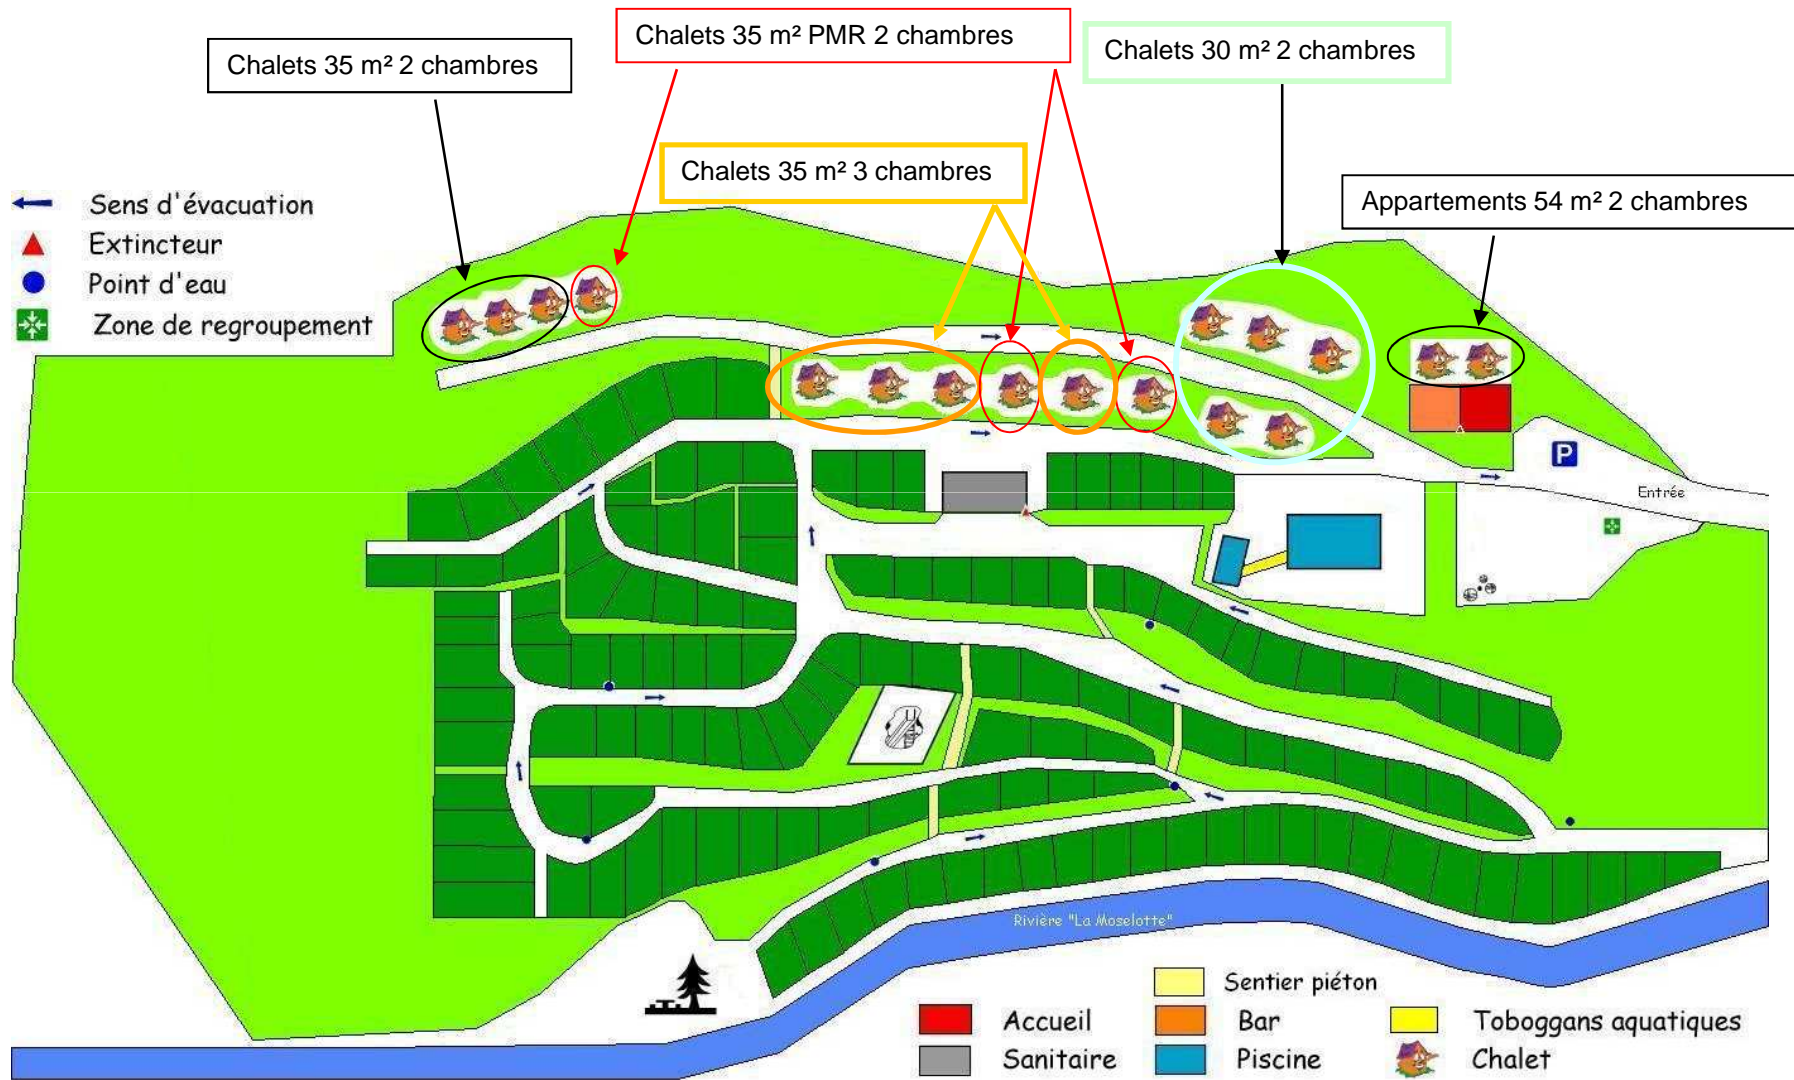 Chalets 35 m² PMR 2 chambres
Chalets 35 m² 2 chambres
Chalets 30 m² 2 chambres
Chalets 35 m² 3 chambres
Appartements 54 m² 2 chambres
Sens d'évacuation
Extincteur
Point d'eau
Zone de regroupement
P
Entrée
Rivière "La Moselotte"
Sentier piéton
Accueil
Bar
Toboggans aquatiques
Sanitaire
Piscine
Chalet